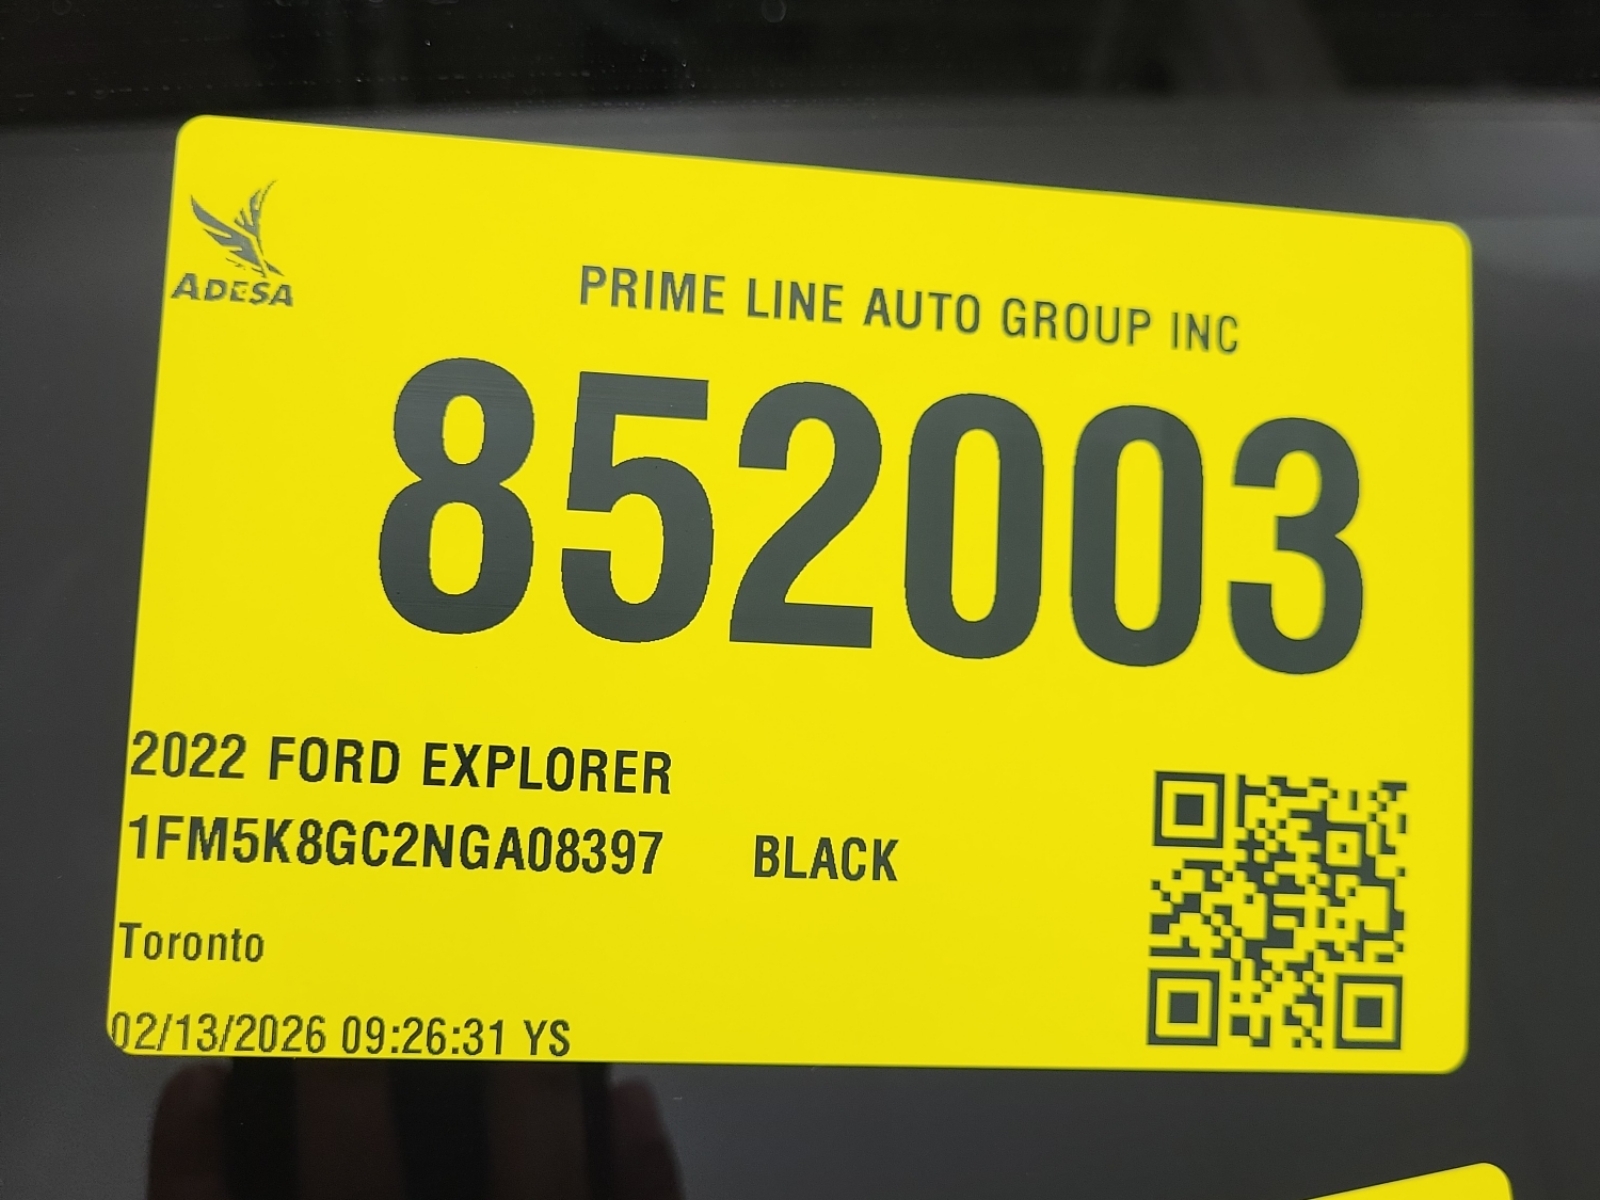 ADESA
PRIME LINE AUTO GROUP INC
852003
2022 FORD EXPLORER
1FM5K8GC2NGA08397 BLACK
Toronto
02/13/2026 09:26:31 YS